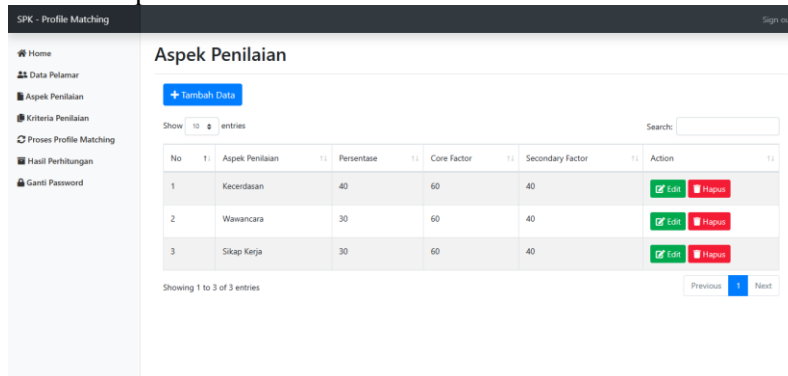 SPK - Profile Matching
Sign ou
Home
Data Pelamar
Aspek Penilaian
Kriteria Penilaian
Proses Profile Matching
Hasil Perhitungan
Ganti Password
Aspek Penilaian
+ Tambah Data
Show 10 entries
Search:
No Aspek Penilaian Persentase Core Factor Secondary Factor Action
1 Kecerdasan 40 60 40 Edit Hapus
2 Wawancara 30 60 40 Edit Hapus
3 Sikap Kerja 30 60 40 Edit Hapus
Showing 1 to 3 of 3 entries
Previous 1 Next